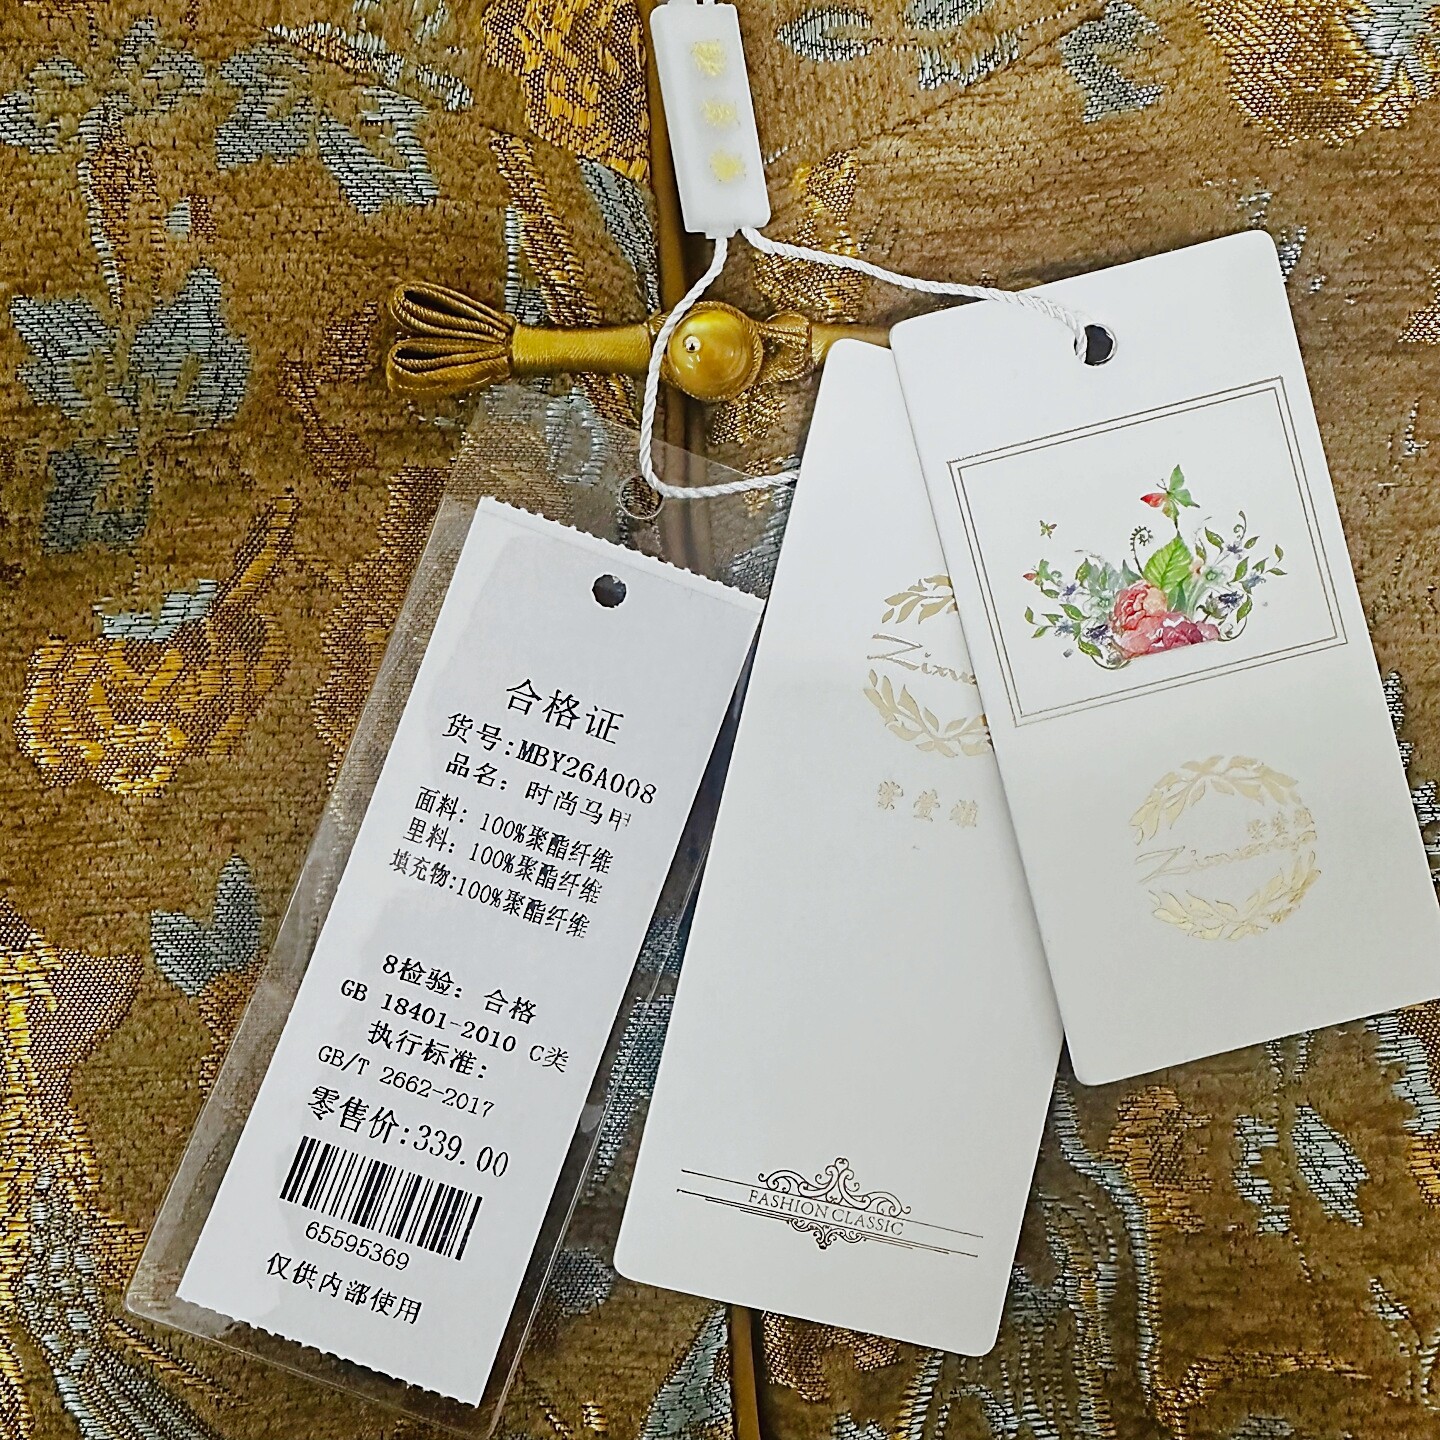 合格证
货号:MBY26A008
品名: 时尚马甲
面料: 100%聚酯纤维
里料: 100%聚酯纤维
填充物:100%聚酯纤维
8检验: 合格
GB 18401-2010 C类
执行标准:
GB/T 2662-2017
零售价:339.00
65595369
仅供内部使用
FASHION CLASSIC